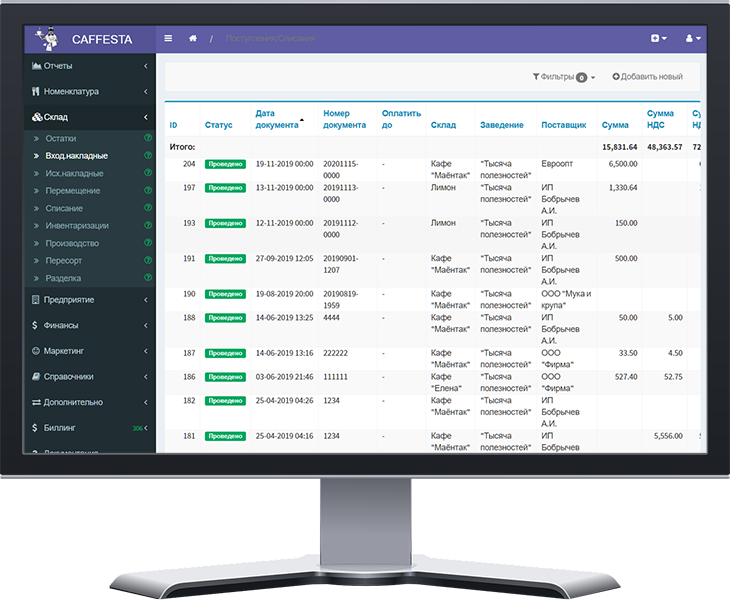 CAFFESTA
/ Поступления/Списания
Отчеты
Номенклатура
Склад
Остатки
Вход.накладные
Исх.накладные
Перемещение
Списание
Инвентаризации
Производство
Пересорт
Разделка
Предприятие
$ Финансы
Маркетинг
Справочники
Дополнительно
$ Биллинг 306
Фильтры 0 Добавить новый
ID Статус Дата документа Номер документа Оплатить до Склад Заведение Поставщик Сумма Сумма НДС
Итого: 15,831.64 48,363.57 72
204 Проведено 19-11-2019 00:00 20201115- - Кафе "Тысяча Евроопт 6,500.00
0000 "Маёнтак" полезностей"
197 Проведено 13-11-2019 00:00 20191113- - Лимон "Тысяча ИП 1,330.64
0000 полезностей" Бобрычев
А.И.
193 Проведено 12-11-2019 00:00 20191112- - Лимон "Тысяча ИП 150.00
0000 полезностей" Бобрычев
А.И.
191 Проведено 27-09-2019 12:05 20190901- - Кафе "Тысяча ИП 500.00
1207 "Маёнтак" полезностей" Бобрычев
А.И.
190 Проведено 19-08-2019 20:00 20190819- - Кафе "Тысяча ООО "Мука и
1959 "Маёнтак" полезностей" крупа"
188 Проведено 14-06-2019 13:25 4444 - Кафе "Тысяча ИП 50.00 5.00
"Маёнтак" полезностей" Бобрычев
А.И.
187 Проведено 14-06-2019 13:16 222222 - Кафе "Тысяча ООО 33.50 4.50
"Маёнтак" полезностей" "Фирма"
186 Проведено 03-06-2019 21:46 111111 - Кафе "Тысяча ООО 527.40 52.75
"Елена" полезностей" "Фирма"
182 Проведено 25-04-2019 04:26 1234 - Кафе "Тысяча ИП
"Маёнтак" полезностей" Бобрычев
А.И.
181 Проведено 25-04-2019 04:16 1234 - Кафе "Тысяча ИП 5,556.00
"Маёнтак" полезностей" Бобрычев